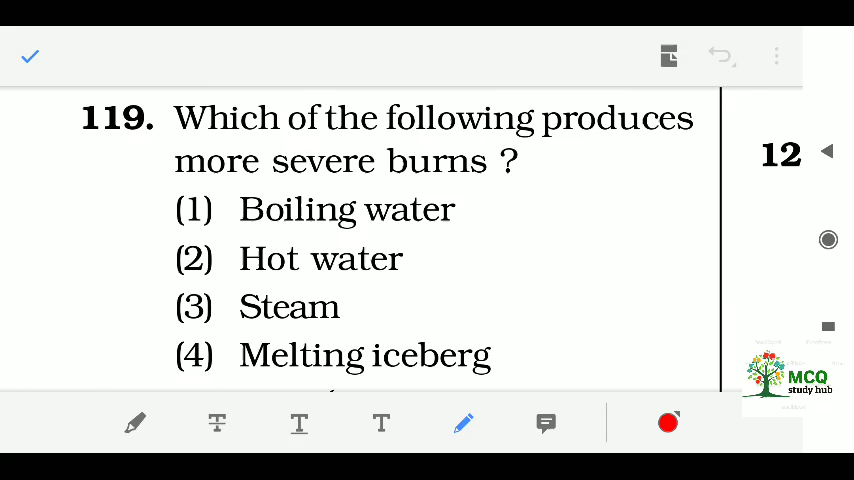 119. Which of the following produces
more severe burns ?
(1) Boiling water
(2) Hot water
(3) Steam
(4) Melting iceberg
12
MCQ
study hub